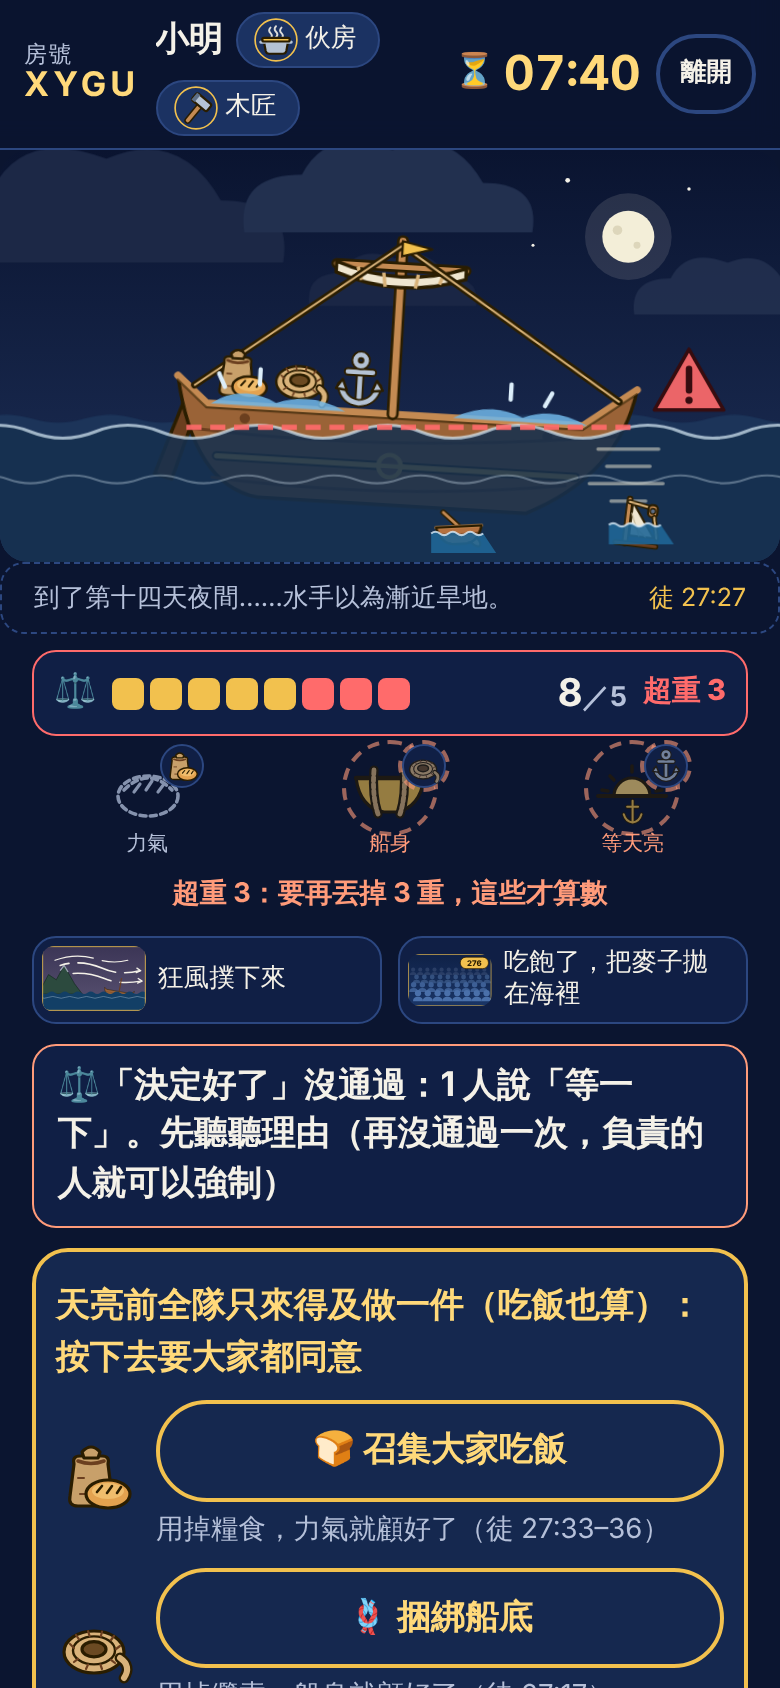 房號
XYGU
小明
伙房
木匠
07:40
離開
到了第十四天夜間……水手以為漸近旱地。
徒 27:27
8／5 超重 3
力氣
船身
等天亮
超重 3：要再丟掉 3 重，這些才算數
狂風撲下來
276
吃飽了，把麥子拋
在海裡
「決定好了」沒通過：1 人說「等一
下」。先聽聽理由（再沒通過一次，負責的
人就可以強制）
天亮前全隊只來得及做一件（吃飯也算）：
按下去要大家都同意
召集大家吃飯
用掉糧食，力氣就顧好了（徒 27:33–36）
捆綁船底